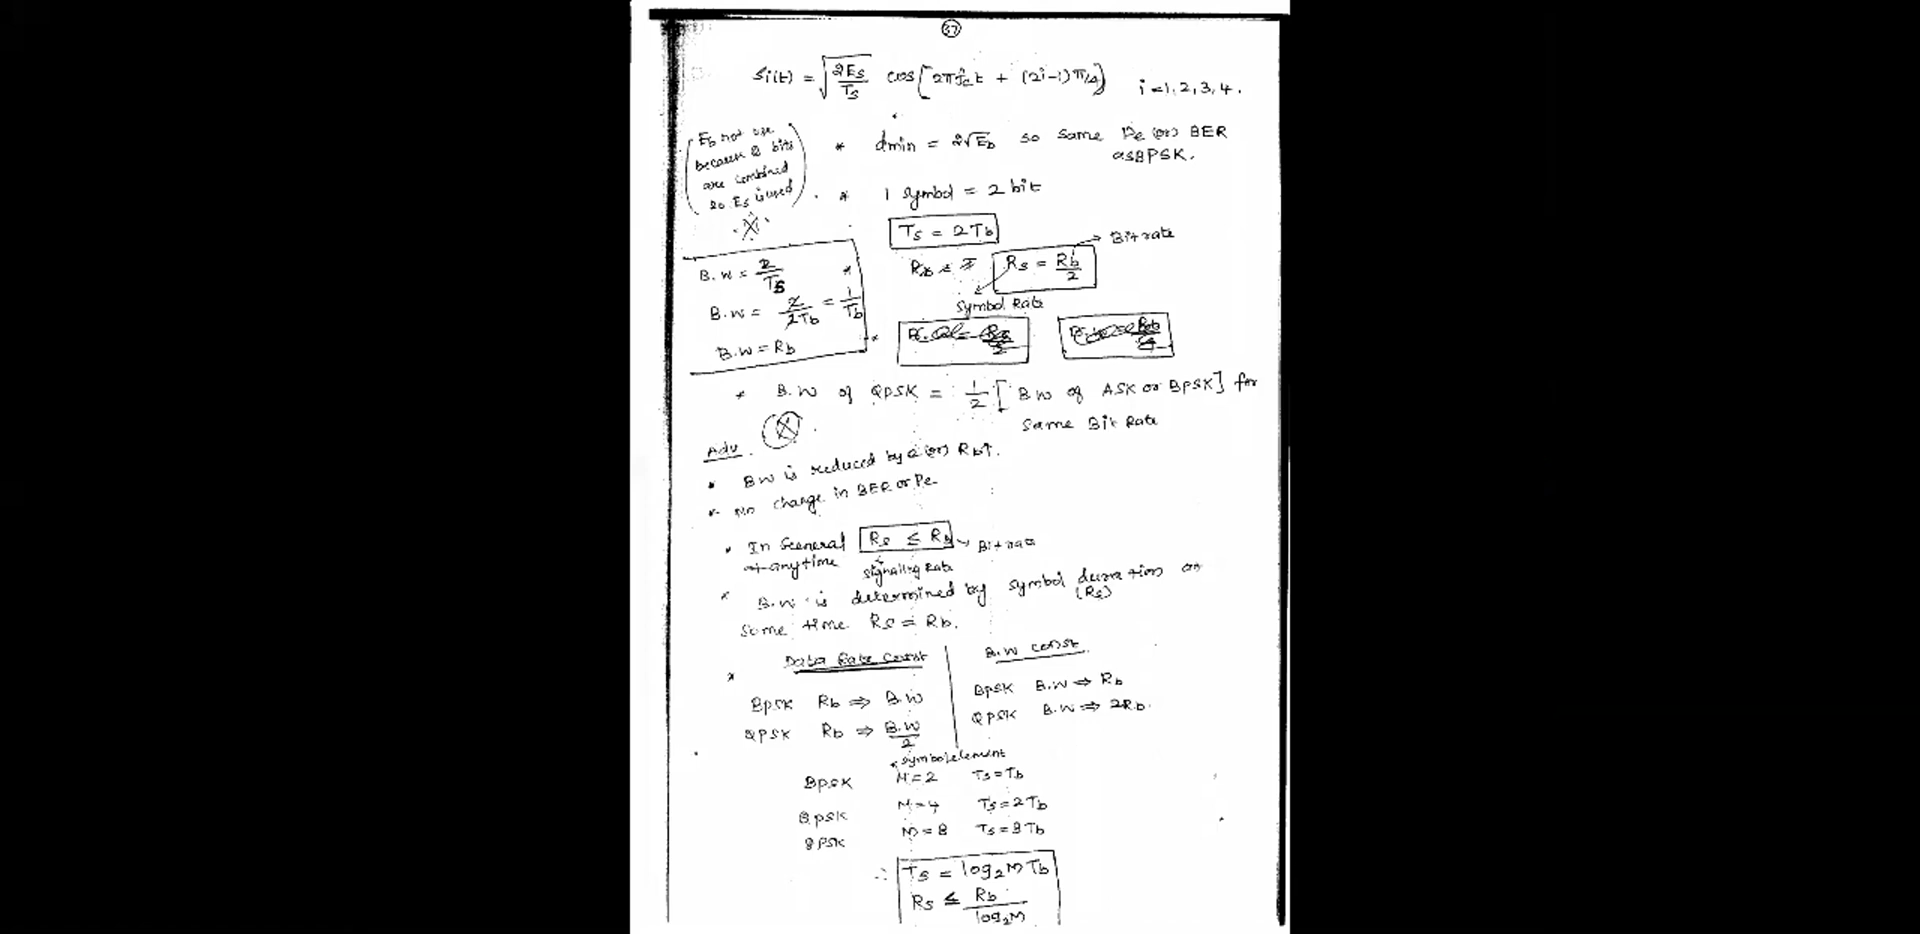 37
Si(t) = √(2Es/Ts) cos[2πfct + (2i-1)π/4] i=1,2,3,4.
(Eb not use
because 2 bits
are combined
so Es is used)
* dmin = 2√Eb so same Pe (or) BER
as BPSK.
* 1 symbol = 2 bit
Ts = 2Tb
Rs = Rb/2 → Bit rate
Symbol Rate
B.W = 2/Ts
B.W = 2/2Tb = 1/Tb
B.W = Rb
* B.W of QPSK = 1/2 [B.W of ASK or BPSK] for
same Bit Rate
Adv.
* BW is reduced by 2 (or) Rb↑.
* No change in BER or Pe
* In General Rs ≤ Rb → Bit rate
at anytime signalling Rate
* B.W is determined by symbol duration or
(Rs)
some time Rs = Rb.
* Data Rate Const
BPSK Rb ⇒ B.W
QPSK Rb ⇒ B.W/2
B.W const.
BPSK B.W ⇒ Rb
QPSK B.W ⇒ 2Rb.
symbol element
BPSK M=2 Ts=Tb
QPSK M=4 Ts=2Tb
8PSK M=8 Ts=3Tb
∴ Ts = log2M Tb
Rs ≤ Rb/log2M